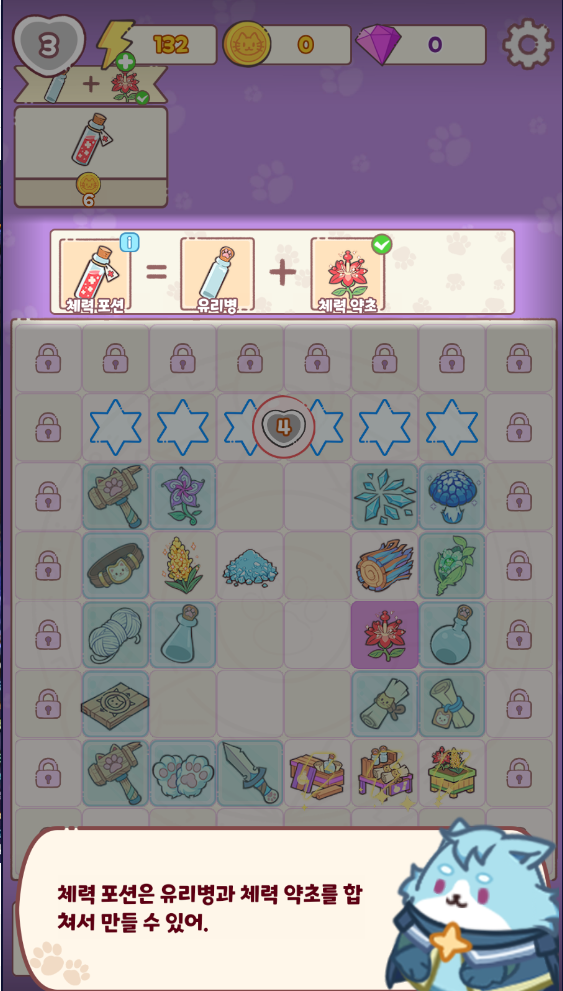 3
132
0
0
+
6
체력 포션 = 유리병 + 체력 약초
4
체력 포션은 유리병과 체력 약초를 합
쳐서 만들 수 있어.